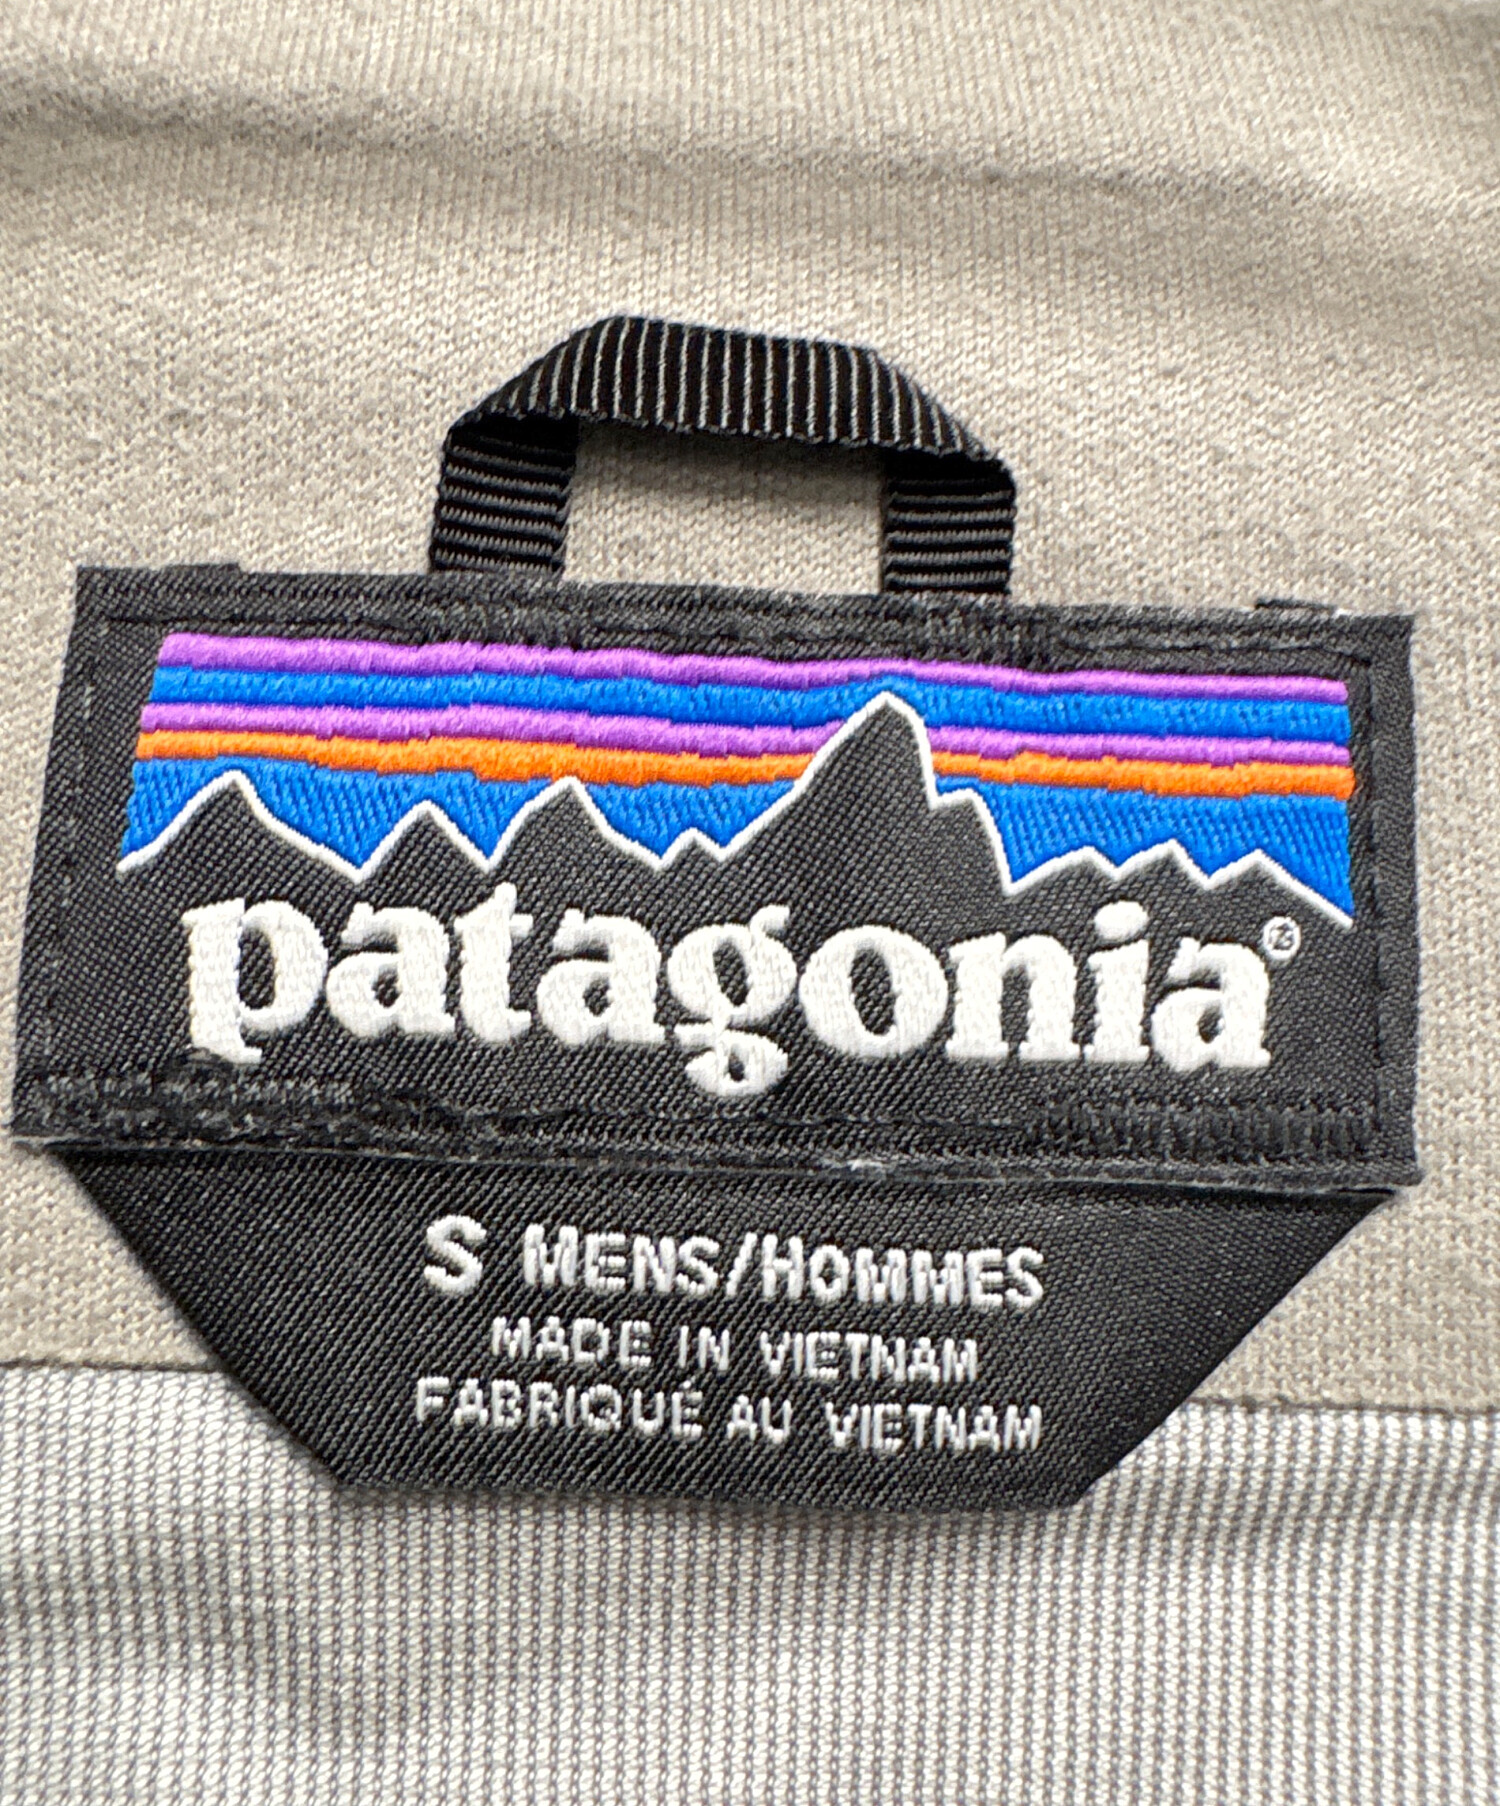 patagonia®
S MENS/HOMMES
MADE IN VIETNAM
FABRIQUÉ AU VIETNAM